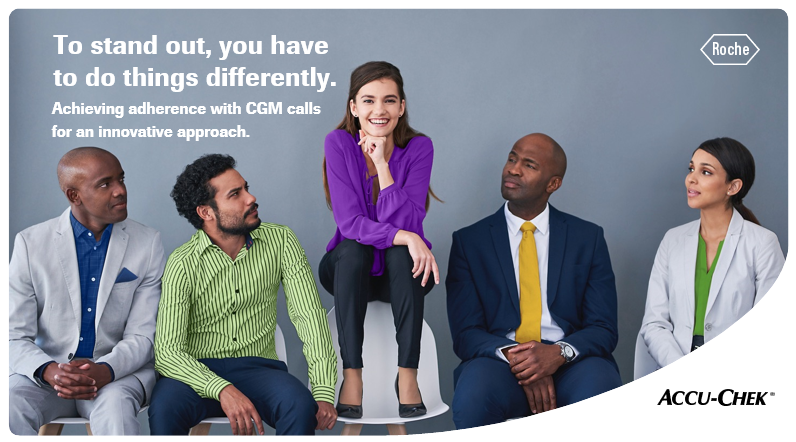 To stand out, you have
to do things differently.
Achieving adherence with CGM calls
for an innovative approach.
Roche
ACCU-CHEK®